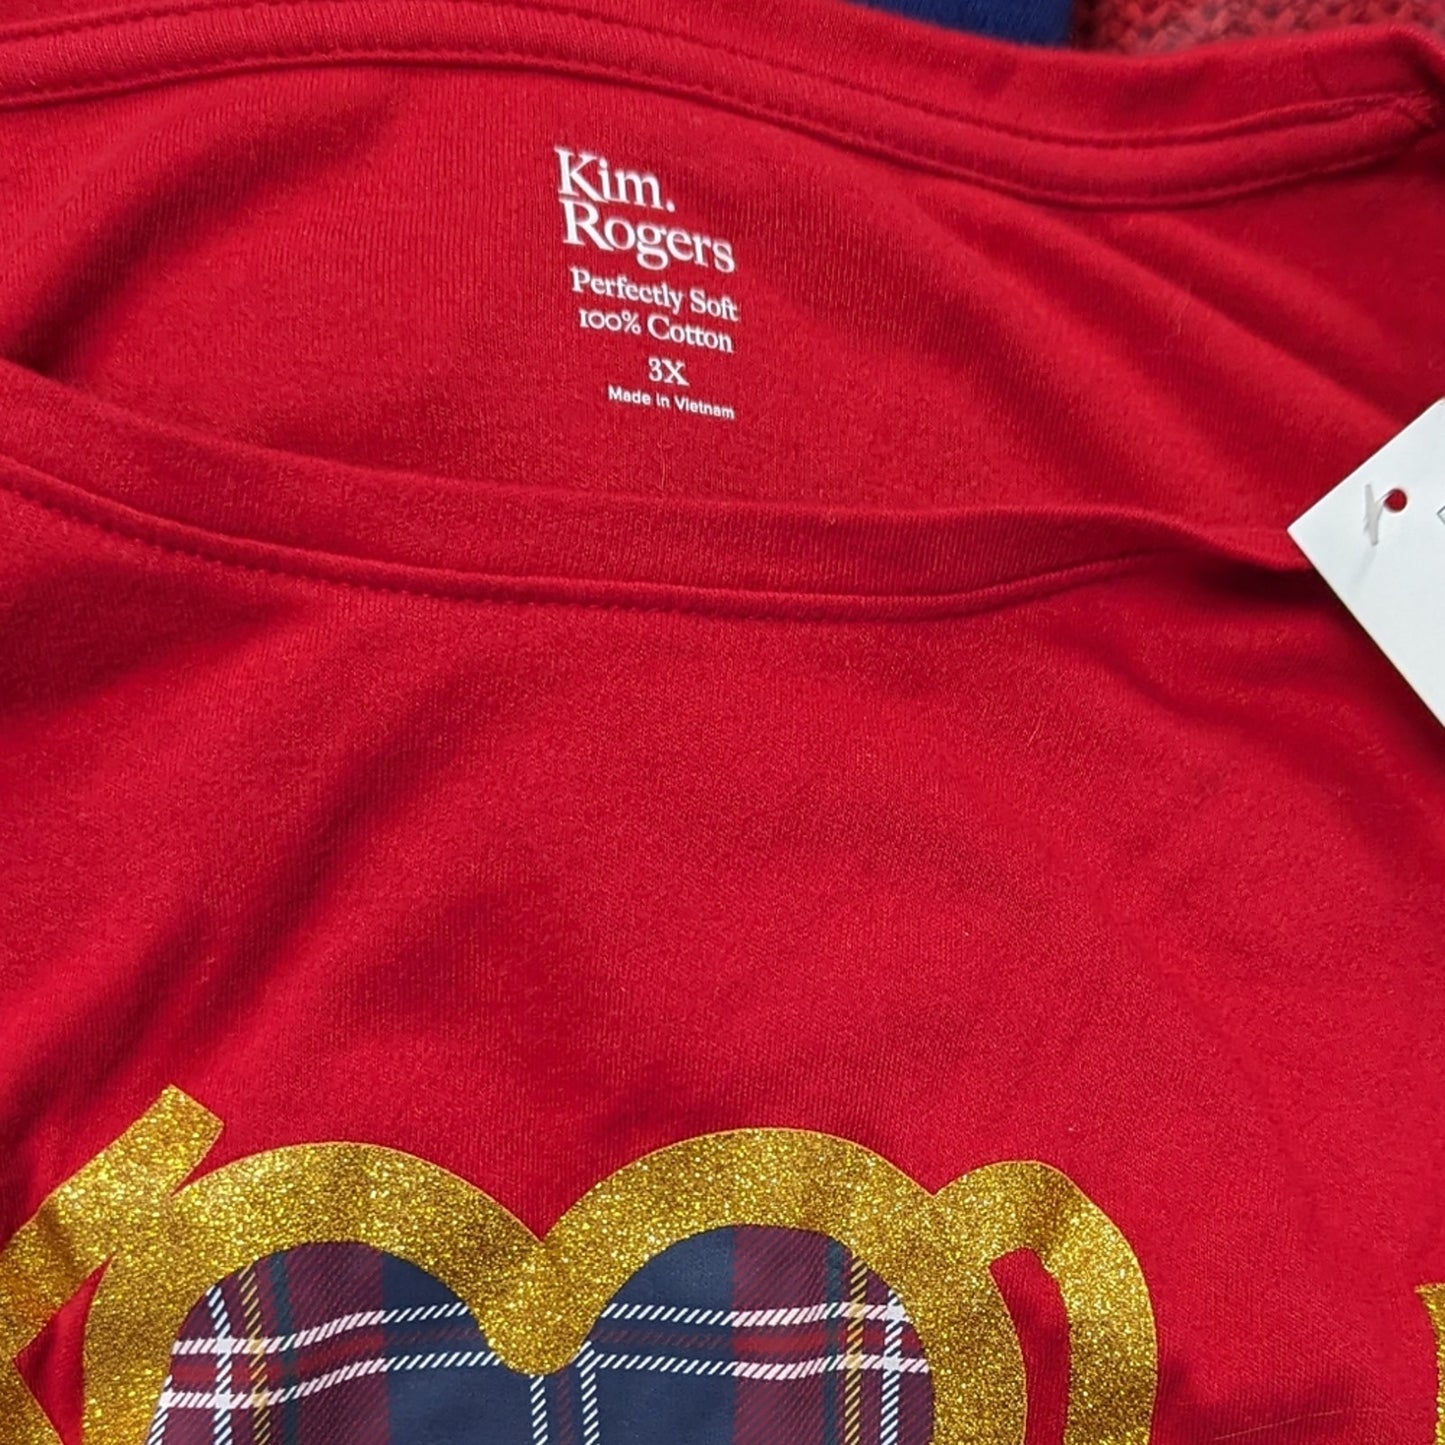 Kim.
Rogers
Perfectly Soft
100% Cotton
3X
Made in Vietnam